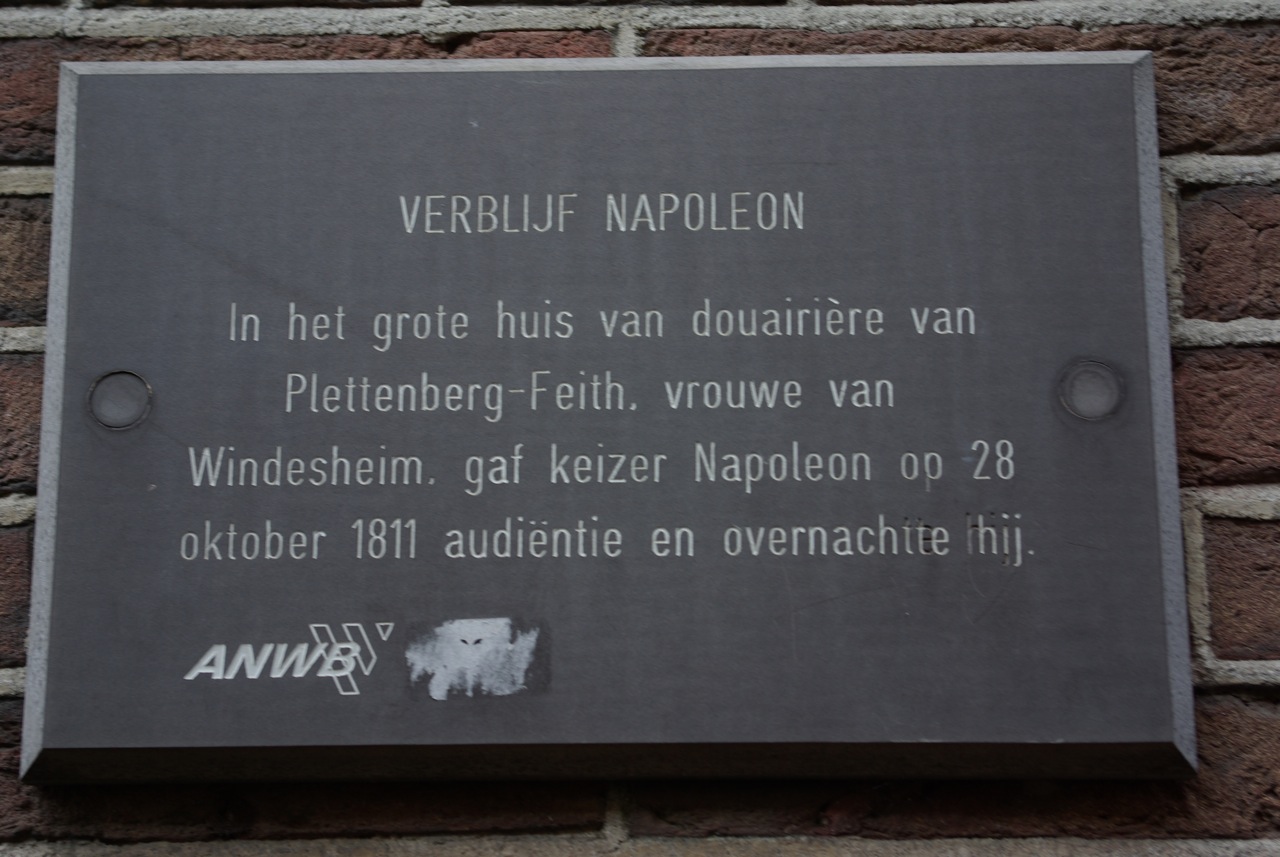 VERBLIJF NAPOLEON
In het grote huis van douairière van
Plettenberg-Feith, vrouwe van
Windesheim, gaf keizer Napoleon op 28
oktober 1811 audiëntie en overnachtte hij.
ANWB